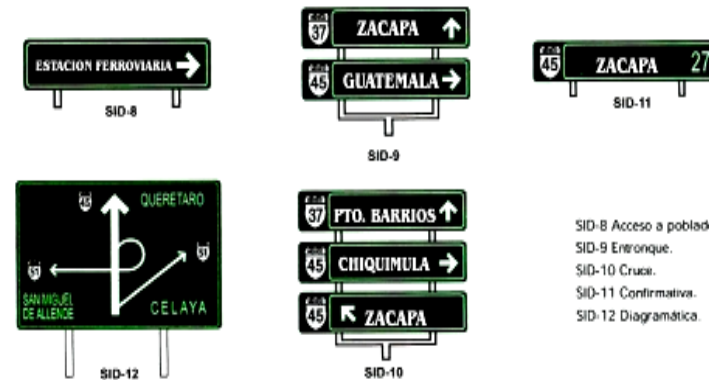 ESTACION FERROVIARIA
SID-8
37 ZACAPA
45 GUATEMALA
SID-9
45 ZACAPA 27
SID-11
45
QUERETARO
57
51
SAN MIGUEL
DE ALLENDE
CELAYA
SID-12
37 PTO. BARRIOS
45 CHIQUIMULA
45 ZACAPA
SID-10
SID-8 Acceso a poblado
SID-9 Entronque.
SID-10 Cruce.
SID-11 Confirmativa.
SID-12 Diagramática.